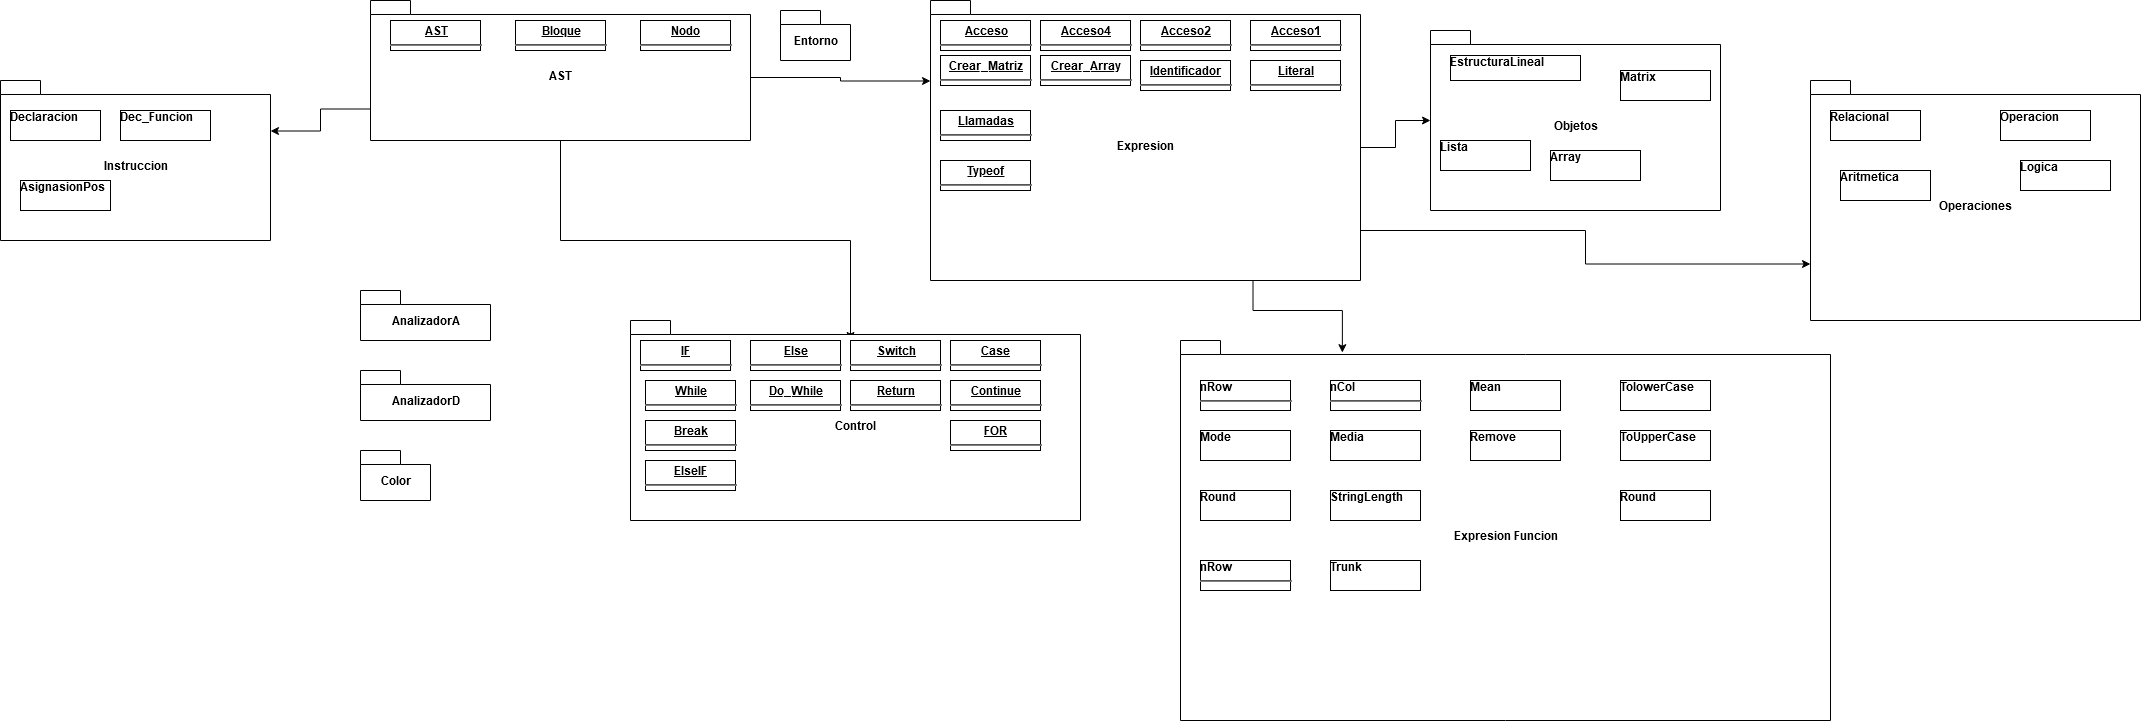 AST
Bloque
Nodo
AST
Entorno
Acceso
Acceso4
Acceso2
Acceso1
Crear_Matriz
Crear_Array
Identificador
Literal
Llamadas
Expresion
Typeof
EstructuraLineal
Matrix
Objetos
Lista
Array
Relacional
Operacion
Logica
Aritmetica
Operaciones
Declaracion
Dec_Funcion
Instruccion
AsignasionPos
AnalizadorA
AnalizadorD
Color
IF
Else
Switch
Case
While
Do_While
Return
Continue
Break
Control
FOR
ElseIF
nRow
nCol
Mean
TolowerCase
Mode
Media
Remove
ToUpperCase
Round
StringLength
Round
Expresion Funcion
nRow
Trunk